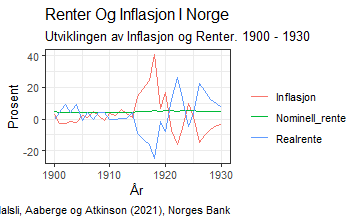 Renter Og Inflasjon I Norge
Utviklingen av Inflasjon og Renter. 1900 - 1930
Prosent
40
20
0
-20
1900
1910
1920
1930
År
Inflasjon
Nominell_rente
Realrente
Aaberge og Atkinson (2021), Norges Bank